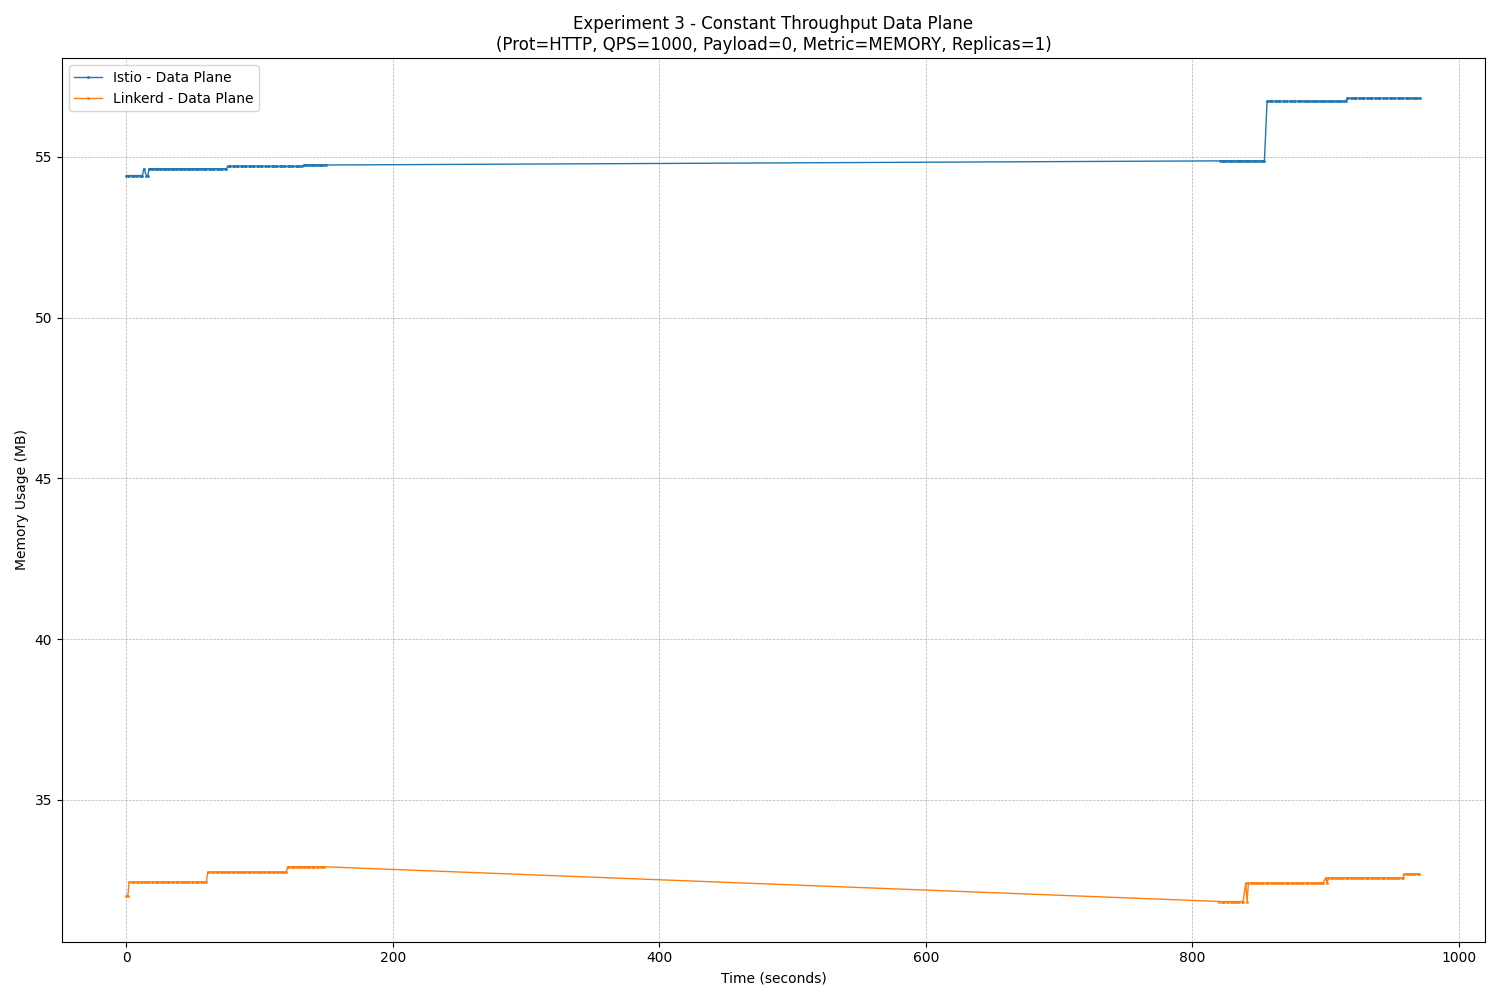 Experiment 3 - Constant Throughput Data Plane
(Prot=HTTP, QPS=1000, Payload=0, Metric=MEMORY, Replicas=1)
Istio - Data Plane
Linkerd - Data Plane
Memory Usage (MB)
55
50
45
40
35
0
200
400
600
800
1000
Time (seconds)